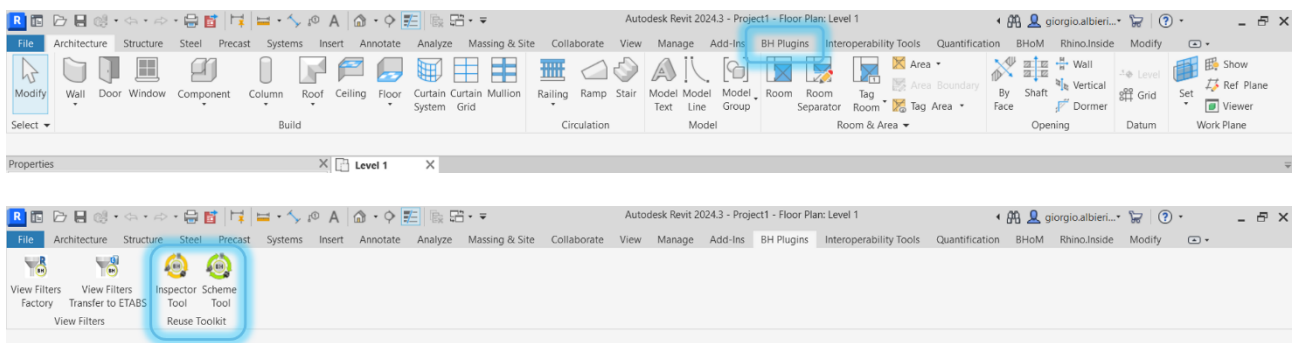 Autodesk Revit 2024.3 - Project1 - Floor Plan: Level 1 giorgio.albieri...
File Architecture Structure Steel Precast Systems Insert Annotate Analyze Massing & Site Collaborate View Manage Add-Ins BH Plugins Interoperability Tools Quantification BHoM Rhino.Inside Modify
Modify Wall Door Window Component Column Roof Ceiling Floor Curtain System Curtain Grid Mullion Railing Ramp Stair Model Text Model Line Model Group Room Room Separator Tag Room Area Area Boundary Tag Area By Face Shaft Wall Vertical Dormer Level Grid Set Show Ref Plane Viewer
Select Build Circulation Model Room & Area Opening Datum Work Plane
Properties Level 1
Autodesk Revit 2024.3 - Project1 - Floor Plan: Level 1 giorgio.albieri...
File Architecture Structure Steel Precast Systems Insert Annotate Analyze Massing & Site Collaborate View Manage Add-Ins BH Plugins Interoperability Tools Quantification BHoM Rhino.Inside Modify
View Filters View Filters Inspector Scheme
Factory Transfer to ETABS Tool Tool
View Filters Reuse Toolkit